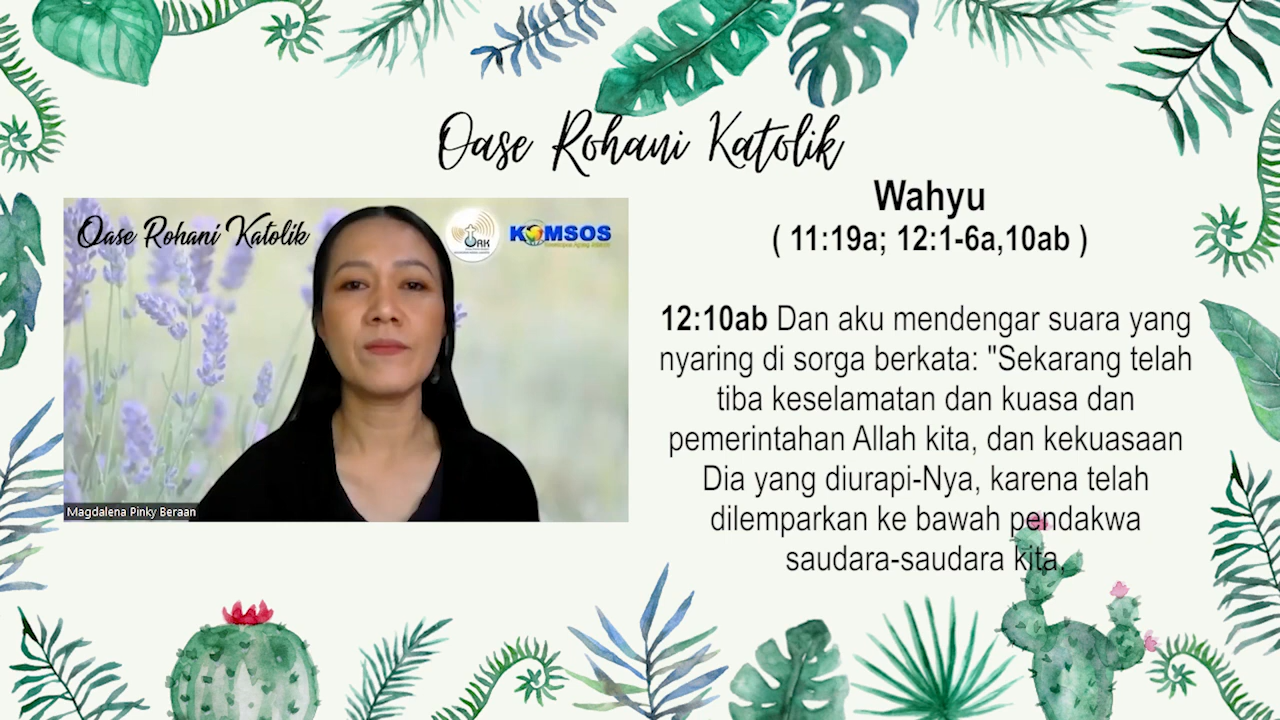 Oase Rohani Katolik
Wahyu
( 11:19a; 12:1-6a,10ab )
12:10ab Dan aku mendengar suara yang
nyaring di sorga berkata: "Sekarang telah
tiba keselamatan dan kuasa dan
pemerintahan Allah kita, dan kekuasaan
Dia yang diurapi-Nya, karena telah
dilemparkan ke bawah pendakwa
saudara-saudara kita,
Oase Rohani Katolik
KOMSOS
Magdalena Pinky Beraan